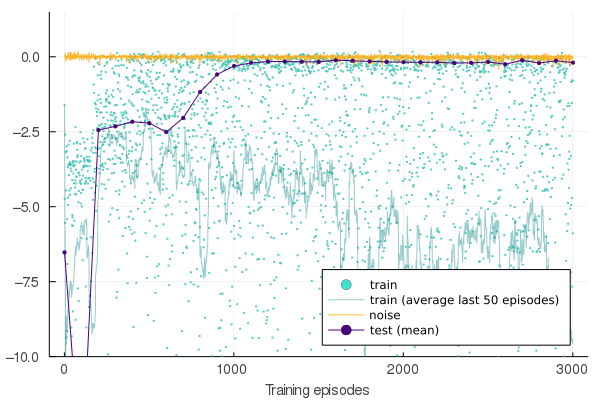 0.0
−2.5
−5.0
−7.5
−10.0
train
train (average last 50 episodes)
noise
test (mean)
0 1000 2000 3000
Training episodes